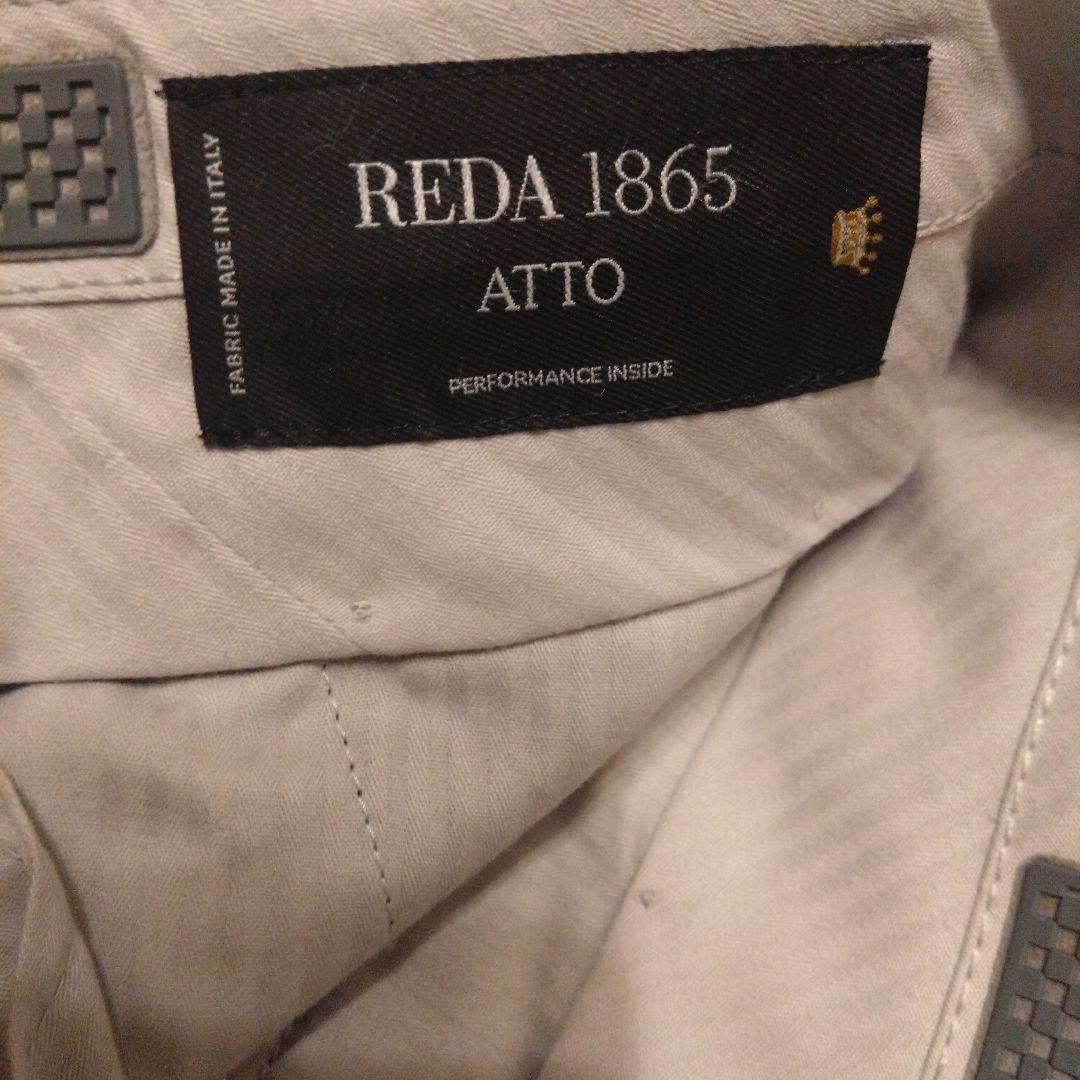 REDA 1865
ATTO
PERFORMANCE INSIDE
FABRIC MADE IN ITALY